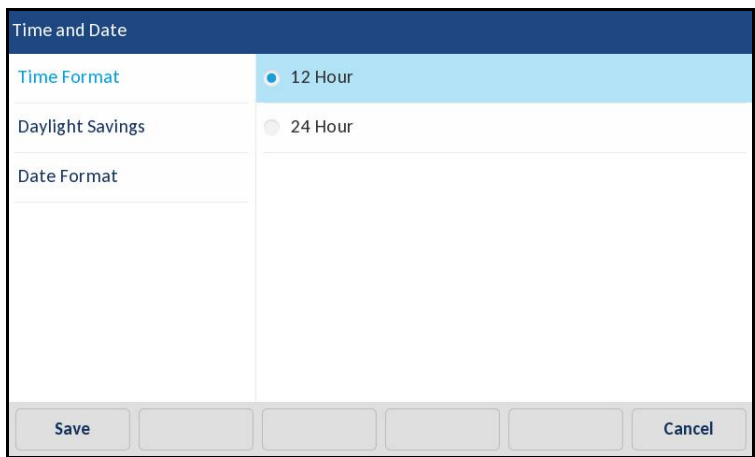 Time and Date
Time Format
12 Hour
Daylight Savings
24 Hour
Date Format
Save
Cancel